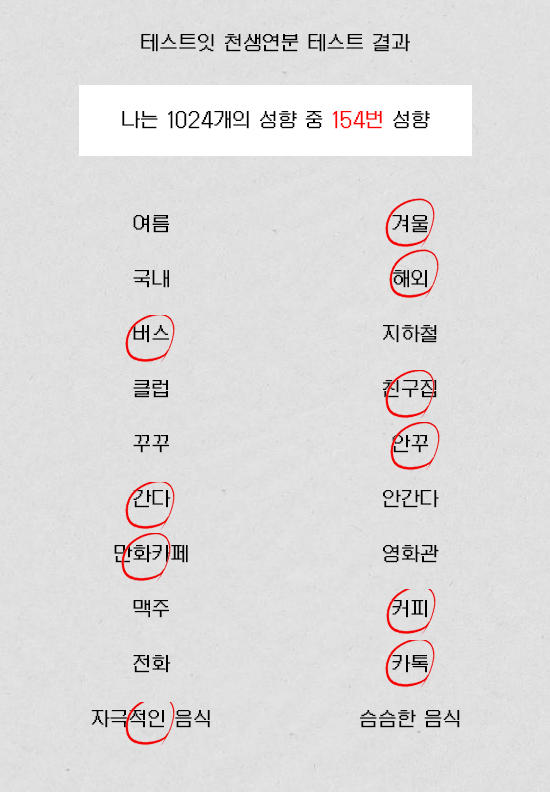 테스트잇 천생연분 테스트 결과
나는 1024개의 성향 중 154번 성향
여름 겨울
국내 해외
버스 지하철
클럽 친구집
꾸꾸 안꾸
간다 안간다
만화카페 영화관
맥주 커피
전화 카톡
자극적인 음식 슴슴한 음식